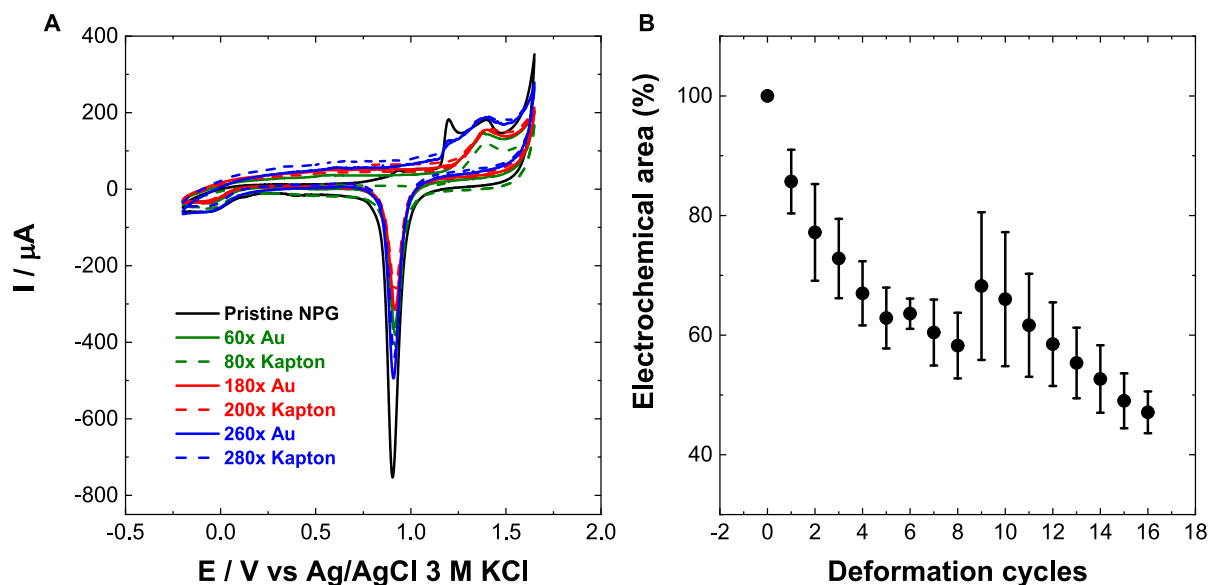 A
400
200
0
-200
-400
-600
-800
I / μA
Pristine NPG
60x Au
80x Kapton
180x Au
200x Kapton
260x Au
280x Kapton
-0.5 0.0 0.5 1.0 1.5 2.0
E / V vs Ag/AgCl 3 M KCl
B
100
80
60
40
Electrochemical area (%)
0 2 4 6 8 10 12 14 16 18
Deformation cycles